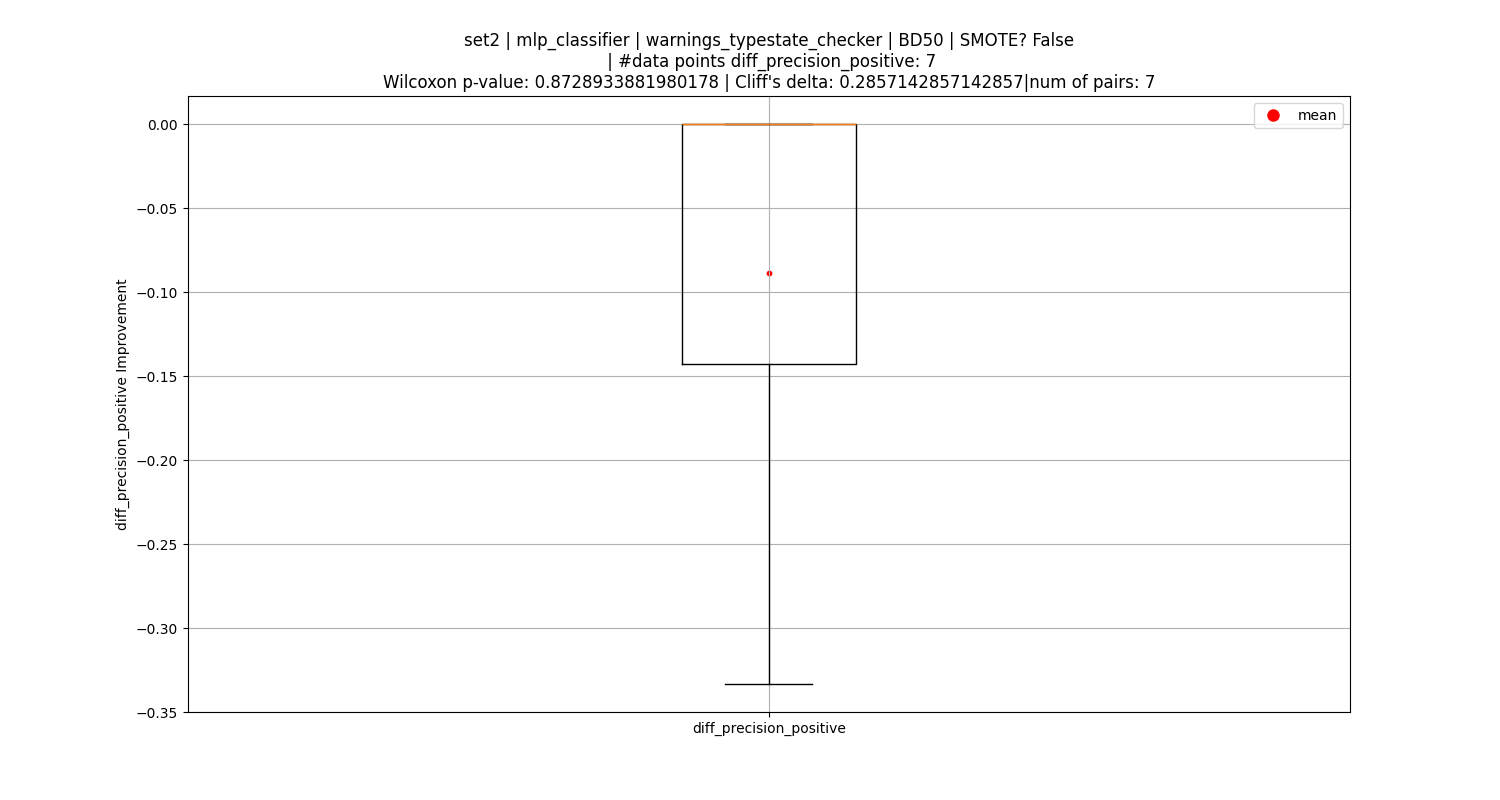 set2 | mlp_classifier | warnings_typestate_checker | BD50 | SMOTE? False
| #data points diff_precision_positive: 7
Wilcoxon p-value: 0.8728933881980178 | Cliff's delta: 0.2857142857142857|num of pairs: 7
mean
0.00
−0.05
−0.10
−0.15
−0.20
−0.25
−0.30
−0.35
diff_precision_positive Improvement
diff_precision_positive